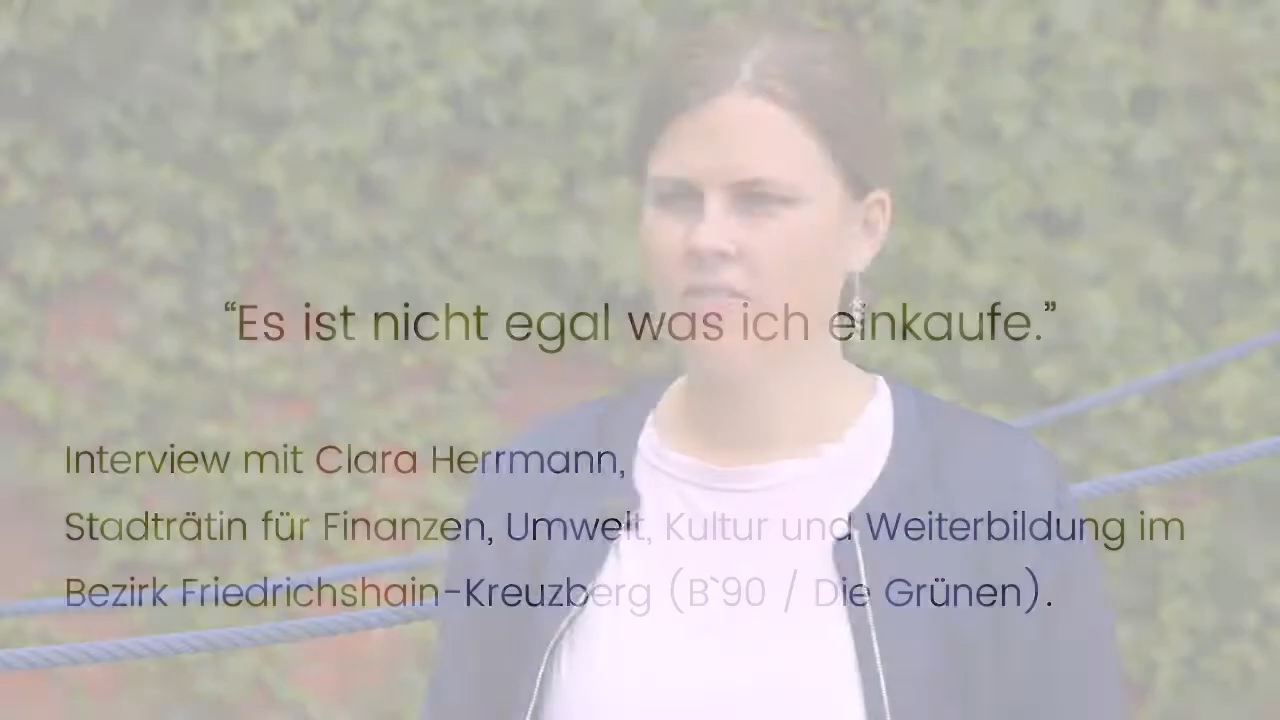 “Es ist nicht egal was ich einkaufe.”
Interview mit Clara Herrmann,
Stadträtin für Finanzen, Umwelt, Kultur und Weiterbildung im
Bezirk Friedrichshain-Kreuzberg (B`90 / Die Grünen).